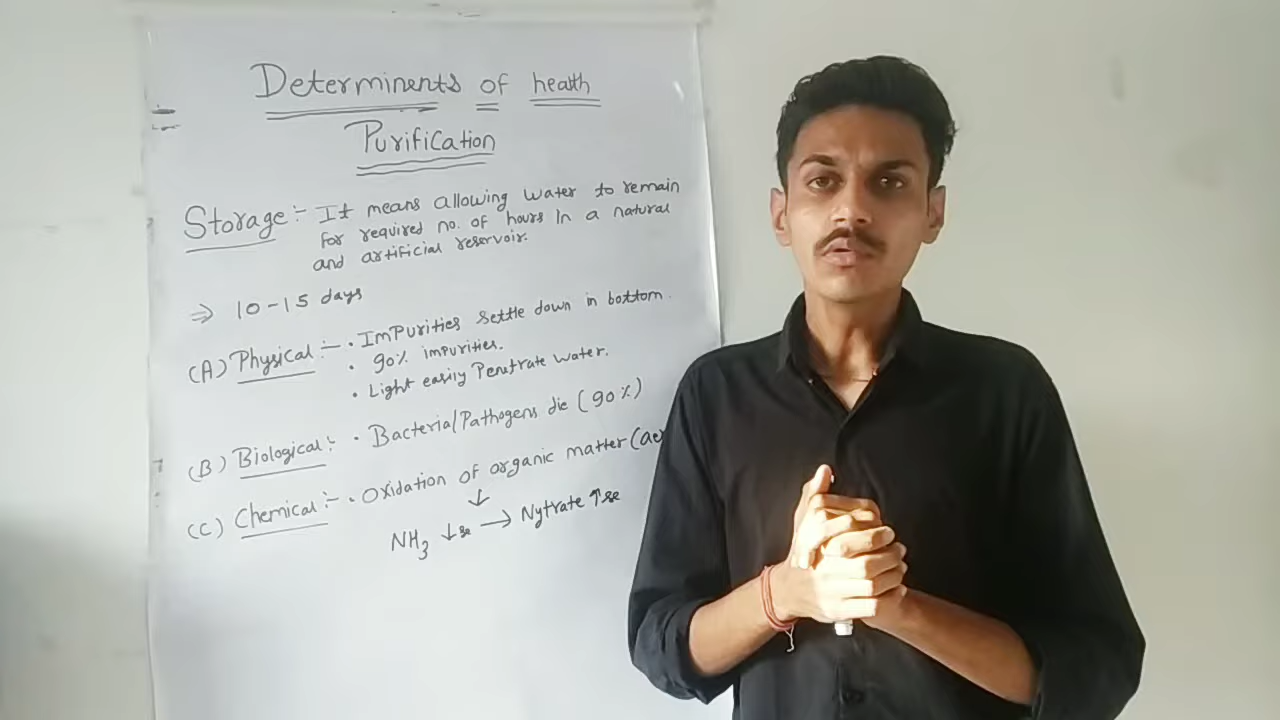 Determinents of health
Purification
Storage:- It means allowing water to remain
for required no. of hours In a natural
and artificial reservoir.
⇒ 10-15 days
(A) Physical :- • ImPurities settle down in bottom.
• 90% impurities.
• Light easily Penetrate water.
(B) Biological:- • Bacteria/Pathogens die (90%)
(C) Chemical :- • Oxidation of organic matter (ae
↓
NH3 ↓se → Nytrate ↑se